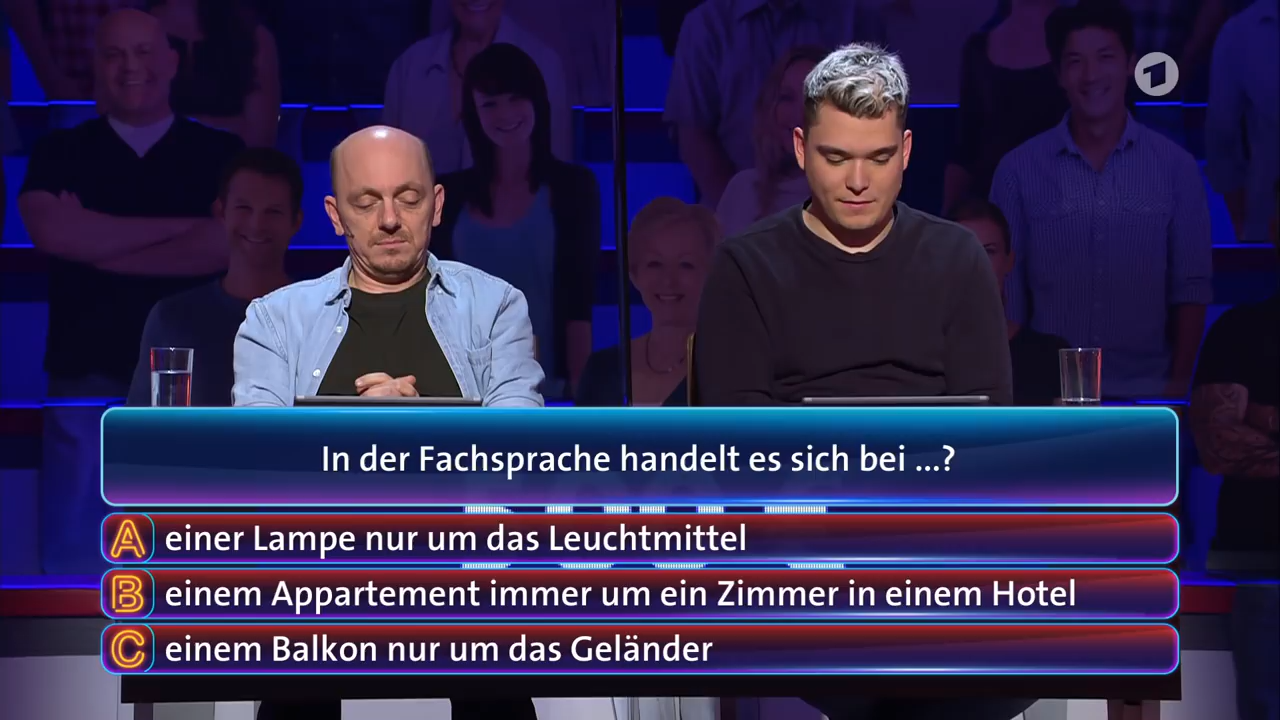 In der Fachsprache handelt es sich bei ...?
A einer Lampe nur um das Leuchtmittel
B einem Appartement immer um ein Zimmer in einem Hotel
C einem Balkon nur um das Geländer